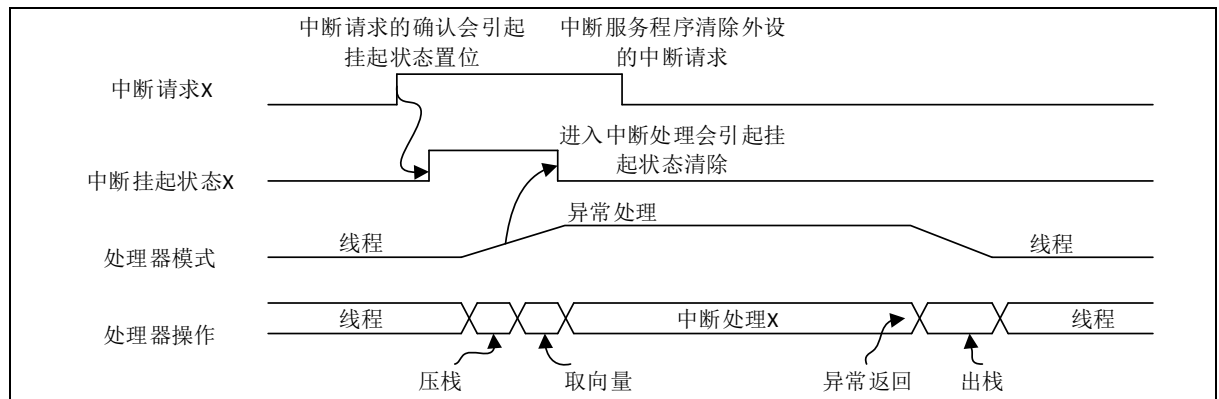 中断请求的确认会引起
挂起状态置位
中断服务程序清除外设
的中断请求
中断请求X
进入中断处理会引起挂
起状态清除
中断挂起状态X
异常处理
处理器模式
线程
线程
处理器操作
线程
中断处理X
线程
压栈
取向量
异常返回
出栈